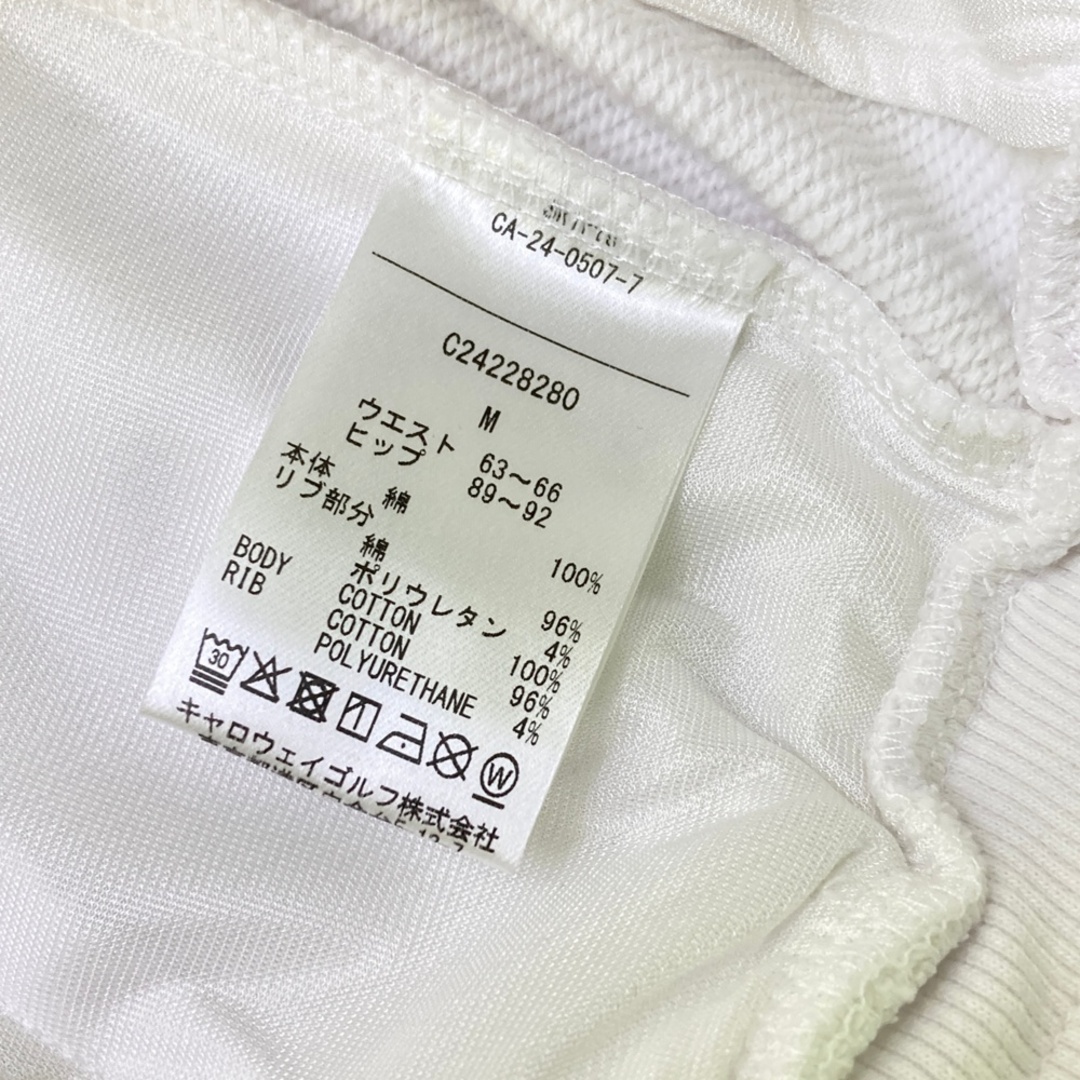 CA-24-0507-7
C24228280
M
ウエスト 63〜66
ヒップ 89〜92
本体 綿 100%
リブ部分 綿 96%
ポリウレタン 4%
BODY COTTON 100%
RIB COTTON 96%
POLYURETHANE 4%
30 W
キャロウェイゴルフ株式会社